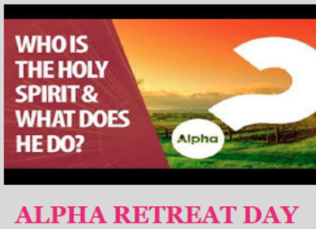 WHO IS
THE HOLY
SPIRIT &
WHAT DOES
HE DO?
Alpha
ALPHA RETREAT DAY